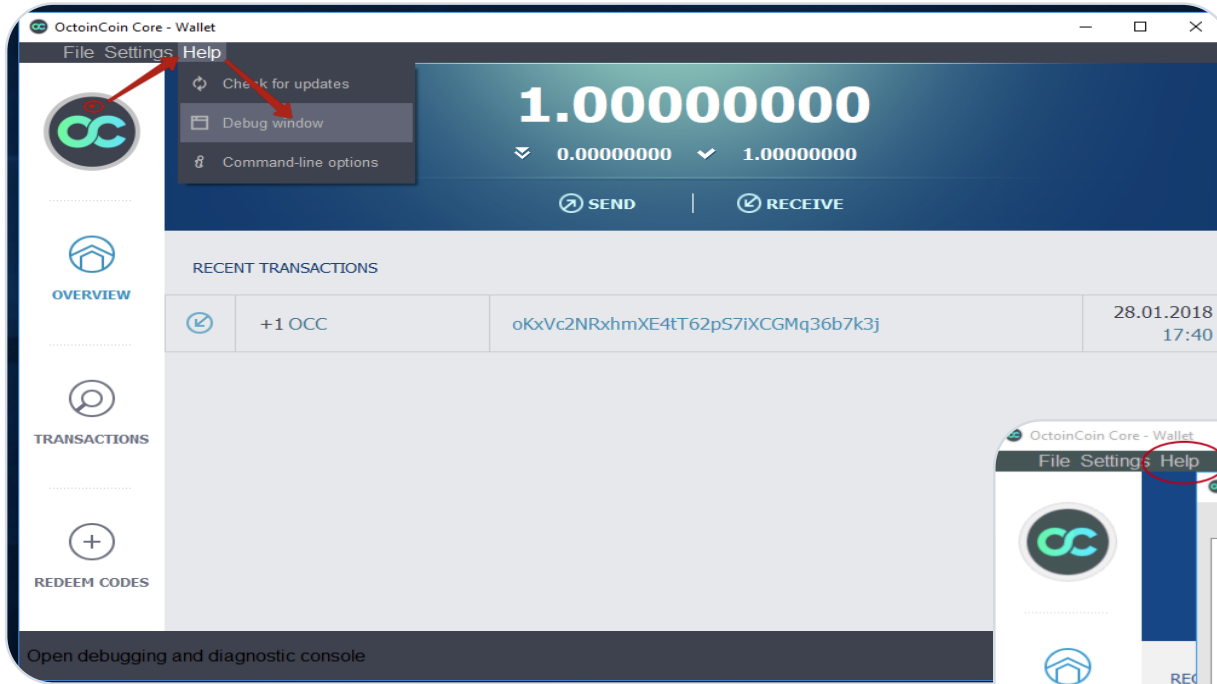 OctoinCoin Core - Wallet
File Settings Help
Check for updates
Debug window
Command-line options
1.00000000
0.00000000 1.00000000
SEND | RECEIVE
OVERVIEW
TRANSACTIONS
REDEEM CODES
RECENT TRANSACTIONS
+1 OCC oKxVc2NRxhmXE4tT62pS7iXCGMq36b7k3j 28.01.2018
17:40
Open debugging and diagnostic console
OctoinCoin Core - Wallet
File Settings Help
REC